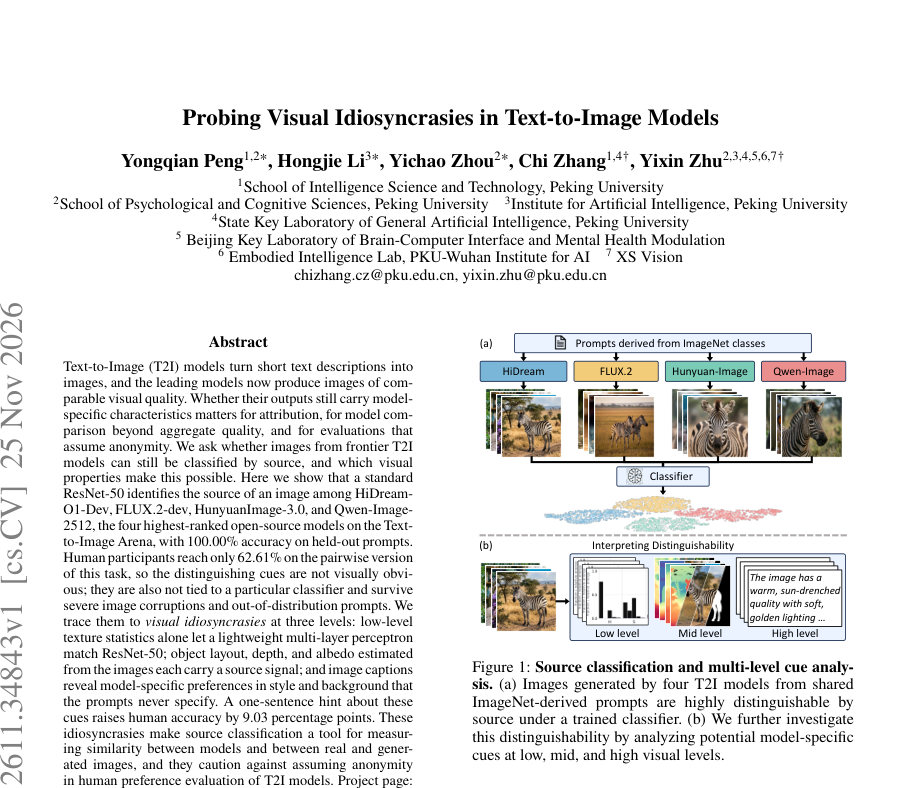 Probing Visual Idiosyncrasies in Text-to-Image Models
Yongqian Peng1,2*, Hongjie Li3*, Yichao Zhou2*, Chi Zhang1,4†, Yixin Zhu2,3,4,5,6,7†
1School of Intelligence Science and Technology, Peking University
2School of Psychological and Cognitive Sciences, Peking University 3Institute for Artificial Intelligence, Peking University
4State Key Laboratory of General Artificial Intelligence, Peking University
5 Beijing Key Laboratory of Brain-Computer Interface and Mental Health Modulation
6 Embodied Intelligence Lab, PKU-Wuhan Institute for AI 7 XS Vision
chizhang.cz@pku.edu.cn, yixin.zhu@pku.edu.cn
2611.34843v1 [cs.CV] 25 Nov 2026
Abstract
Text-to-Image (T2I) models turn short text descriptions into
images, and the leading models now produce images of com-
parable visual quality. Whether their outputs still carry model-
specific characteristics matters for attribution, for model com-
parison beyond aggregate quality, and for evaluations that
assume anonymity. We ask whether images from frontier T2I
models can still be classified by source, and which visual
properties make this possible. Here we show that a standard
ResNet-50 identifies the source of an image among HiDream-
O1-Dev, FLUX.2-dev, HunyuanImage-3.0, and Qwen-Image-
2512, the four highest-ranked open-source models on the Text-
to-Image Arena, with 100.00% accuracy on held-out prompts.
Human participants reach only 62.61% on the pairwise version
of this task, so the distinguishing cues are not visually obvi-
ous; they are also not tied to a particular classifier and survive
severe image corruptions and out-of-distribution prompts. We
trace them to visual idiosyncrasies at three levels: low-level
texture statistics alone let a lightweight multi-layer perceptron
match ResNet-50; object layout, depth, and albedo estimated
from the images each carry a source signal; and image captions
reveal model-specific preferences in style and background that
the prompts never specify. A one-sentence hint about these
cues raises human accuracy by 9.03 percentage points. These
idiosyncrasies make source classification a tool for measur-
ing similarity between models and between real and gener-
ated images, and they caution against assuming anonymity
in human preference evaluation of T2I models. Project page:
(a)
Prompts derived from ImageNet classes
HiDream
FLUX.2
Hunyuan-Image
Qwen-Image
Classifier
(b)
Interpreting Distinguishability
The image has a
warm, sun-drenched
quality with soft,
golden lighting ...
Low level
Mid level
High level
Figure 1: Source classification and multi-level cue analy-
sis. (a) Images generated by four T2I models from shared
ImageNet-derived prompts are highly distinguishable by
source under a trained classifier. (b) We further investigate
this distinguishability by analyzing potential model-specific
cues at low, mid, and high visual levels.